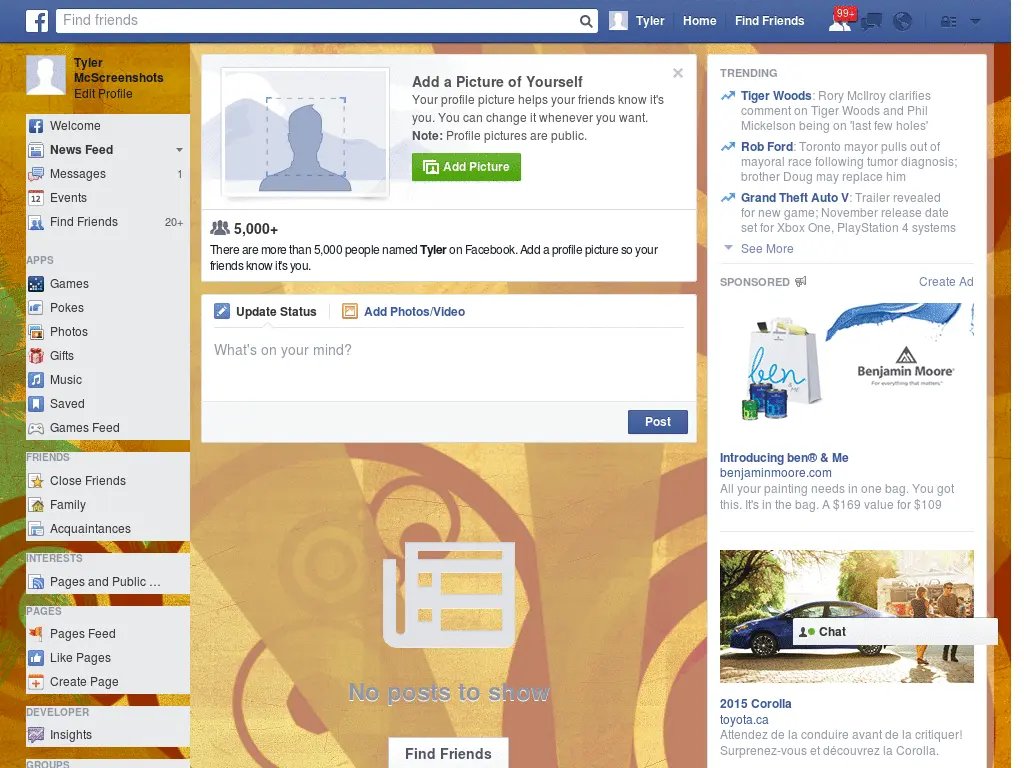 Find friends
Tyler
Home
Find Friends
99+
Tyler
McScreenshots
Edit Profile
Welcome
News Feed
Messages 1
12 Events
Find Friends 20+
APPS
Games
Pokes
Photos
Gifts
Music
Saved
Games Feed
FRIENDS
Close Friends
Family
Acquaintances
INTERESTS
Pages and Public ...
PAGES
Pages Feed
Like Pages
Create Page
DEVELOPER
Insights
GROUPS
Add a Picture of Yourself
Your profile picture helps your friends know it's
you. You can change it whenever you want.
Note: Profile pictures are public.
Add Picture
5,000+
There are more than 5,000 people named Tyler on Facebook. Add a profile picture so your
friends know it's you.
Update Status
Add Photos/Video
What's on your mind?
Post
No posts to show
Find Friends
TRENDING
Tiger Woods: Rory McIlroy clarifies
comment on Tiger Woods and Phil
Mickelson being on 'last few holes'
Rob Ford: Toronto mayor pulls out of
mayoral race following tumor diagnosis;
brother Doug may replace him
Grand Theft Auto V: Trailer revealed
for new game; November release date
set for Xbox One, PlayStation 4 systems
See More
SPONSORED
Create Ad
ben
Benjamin Moore®
For everything that matters.™
Introducing ben® & Me
benjaminmoore.com
All your painting needs in one bag. You got
this. It's in the bag. A $169 value for $109
Chat
2015 Corolla
toyota.ca
Attendez de la conduire avant de la critiquer!
Surprenez-vous et découvrez la Corolla.